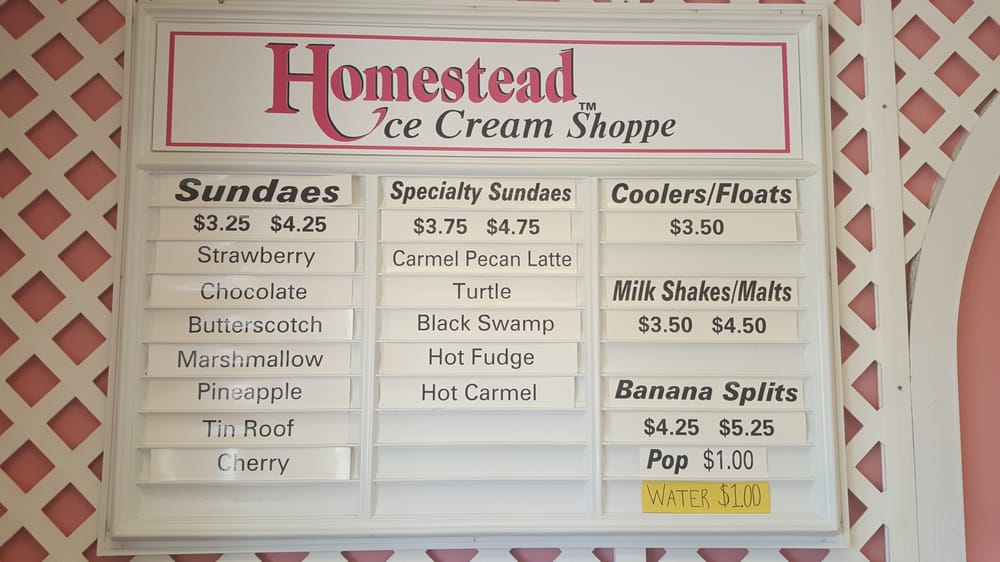 Homestead
Ice Cream Shoppe™
Sundaes
$3.25 $4.25
Strawberry
Chocolate
Butterscotch
Marshmallow
Pineapple
Tin Roof
Cherry
Specialty Sundaes
$3.75 $4.75
Carmel Pecan Latte
Turtle
Black Swamp
Hot Fudge
Hot Carmel
Coolers/Floats
$3.50
Milk Shakes/Malts
$3.50 $4.50
Banana Splits
$4.25 $5.25
Pop $1.00
WATER $1.00